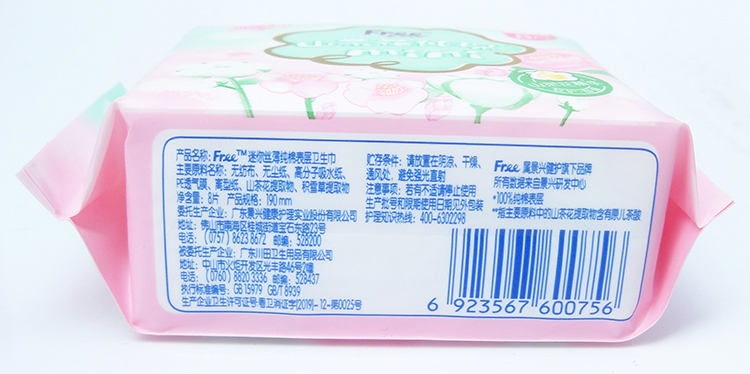 Free
mini
产品名称: Free™迷你丝薄纯棉表层卫生巾
主要原料名称: 无纺布、无尘纸、高分子吸水纸、
PE透气膜、离型纸、山茶花提取物、积雪草提取物
净含量: 8片 产品规格: 190mm
委托生产企业: 广东景兴健康护理实业股份有限公司
地址: 佛山市南海区桂城街道宝石东路23号
电话: (0757) 8623 8672 邮编: 528200
被委托生产企业: 广东川田卫生用品有限公司
地址: 中山市火炬开发区兴丰路46号2幢
电话: (0760) 8820 3336 邮编: 528437
执行标准编号: GB 15979 GB/T 8939
生产企业卫生许可证号:粤卫消证字[2019]-12-第0025号
贮存条件: 请放置在阴凉、干燥、
通风处、避免强光直射
注意事项: 若有不适请停止使用
生产批号和限期使用日期见外包装
护理知识热线: 400-6302298
Free 属景兴健护旗下品牌
所有数据来自景兴研发中心
*100%纯棉表层
**指主要原料中的山茶花提取物含有原儿茶酸
6 923567 600756